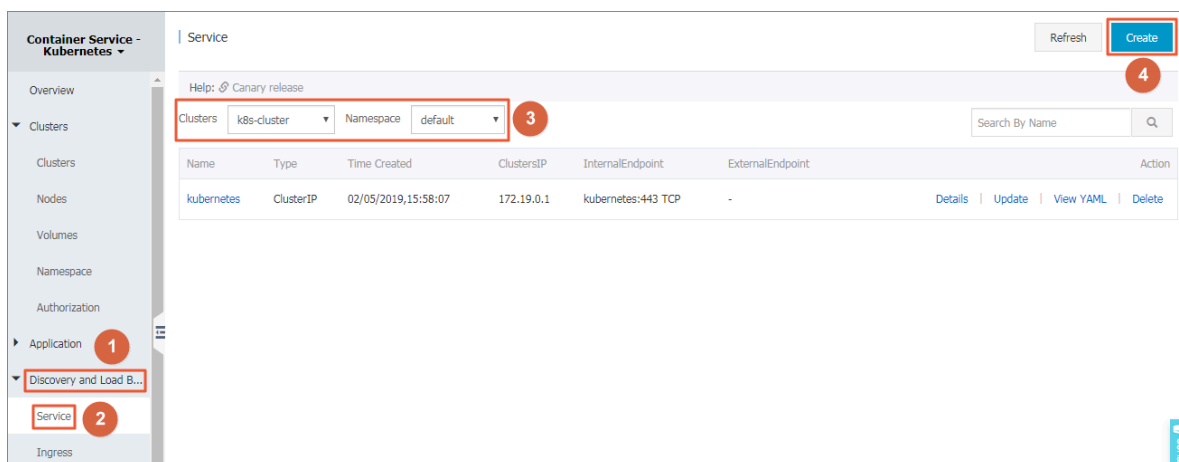 Container Service -
Kubernetes
Overview
Clusters
Clusters
Nodes
Volumes
Namespace
Authorization
Application
1
Discovery and Load B...
Service
2
Ingress
Service
Refresh
Create
4
Help: Canary release
Clusters k8s-cluster Namespace default 3
Search By Name
Name Type Time Created ClustersIP InternalEndpoint ExternalEndpoint Action
kubernetes ClusterIP 02/05/2019,15:58:07 172.19.0.1 kubernetes:443 TCP - Details | Update | View YAML | Delete